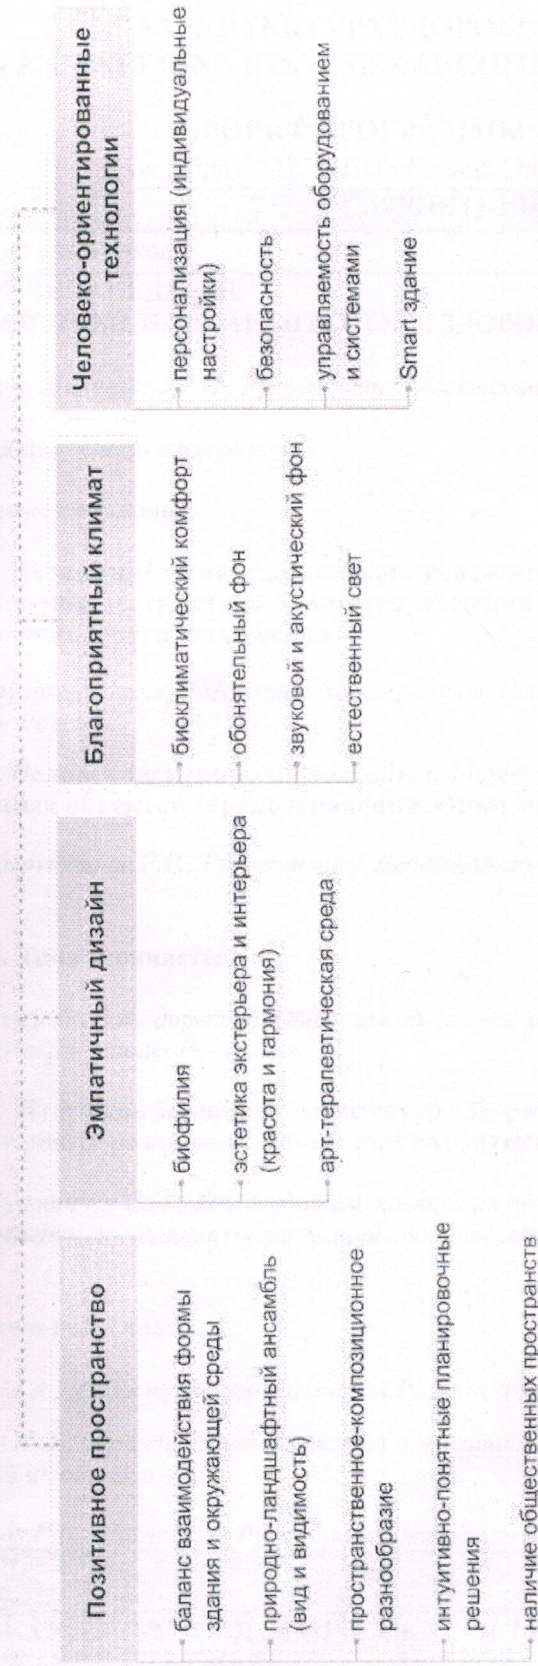 Позитивное пространство
баланс взаимодействия формы
здания и окружающей среды
природно-ландшафтный ансамбль
(вид и видимость)
пространственное-композиционное
разнообразие
интуитивно-понятные планировочные
решения
наличие общественных пространств
Эмпатичный дизайн
биофилия
эстетика экстерьера и интерьера
(красота и гармония)
арт-терапевтическая среда
Благоприятный климат
биоклиматический комфорт
обонятельный фон
звуковой и акустический фон
естественный свет
Человеко-ориентированные
технологии
персонализация (индивидуальные
настройки)
безопасность
управляемость оборудованием
и системами
Smart здание